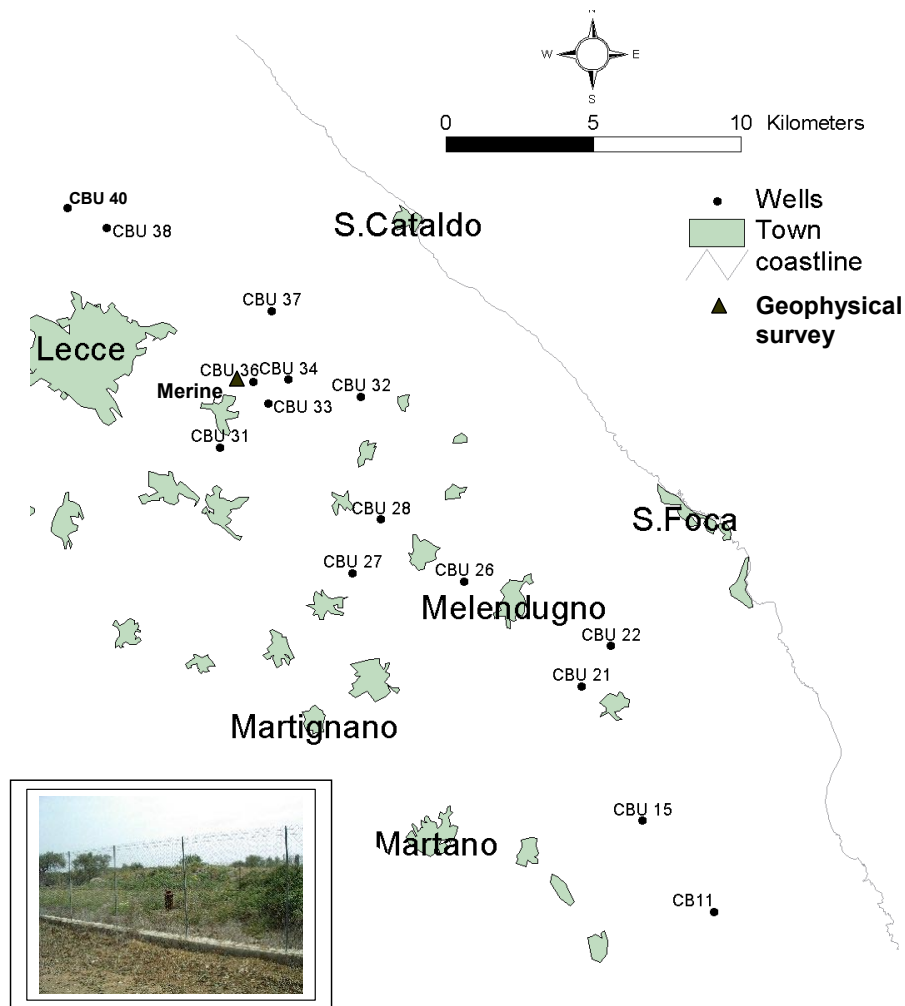 N
W E
S
0 5 10 Kilometers
Wells
Town
coastline
Geophysical
survey
CBU 40
CBU 38
S.Cataldo
CBU 37
Lecce
CBU 36
CBU 34
Merine
CBU 32
CBU 33
CBU 31
CBU 28
S.Foca
CBU 27
CBU 26
Melendugno
CBU 22
CBU 21
Martignano
CBU 15
Martano
CB11